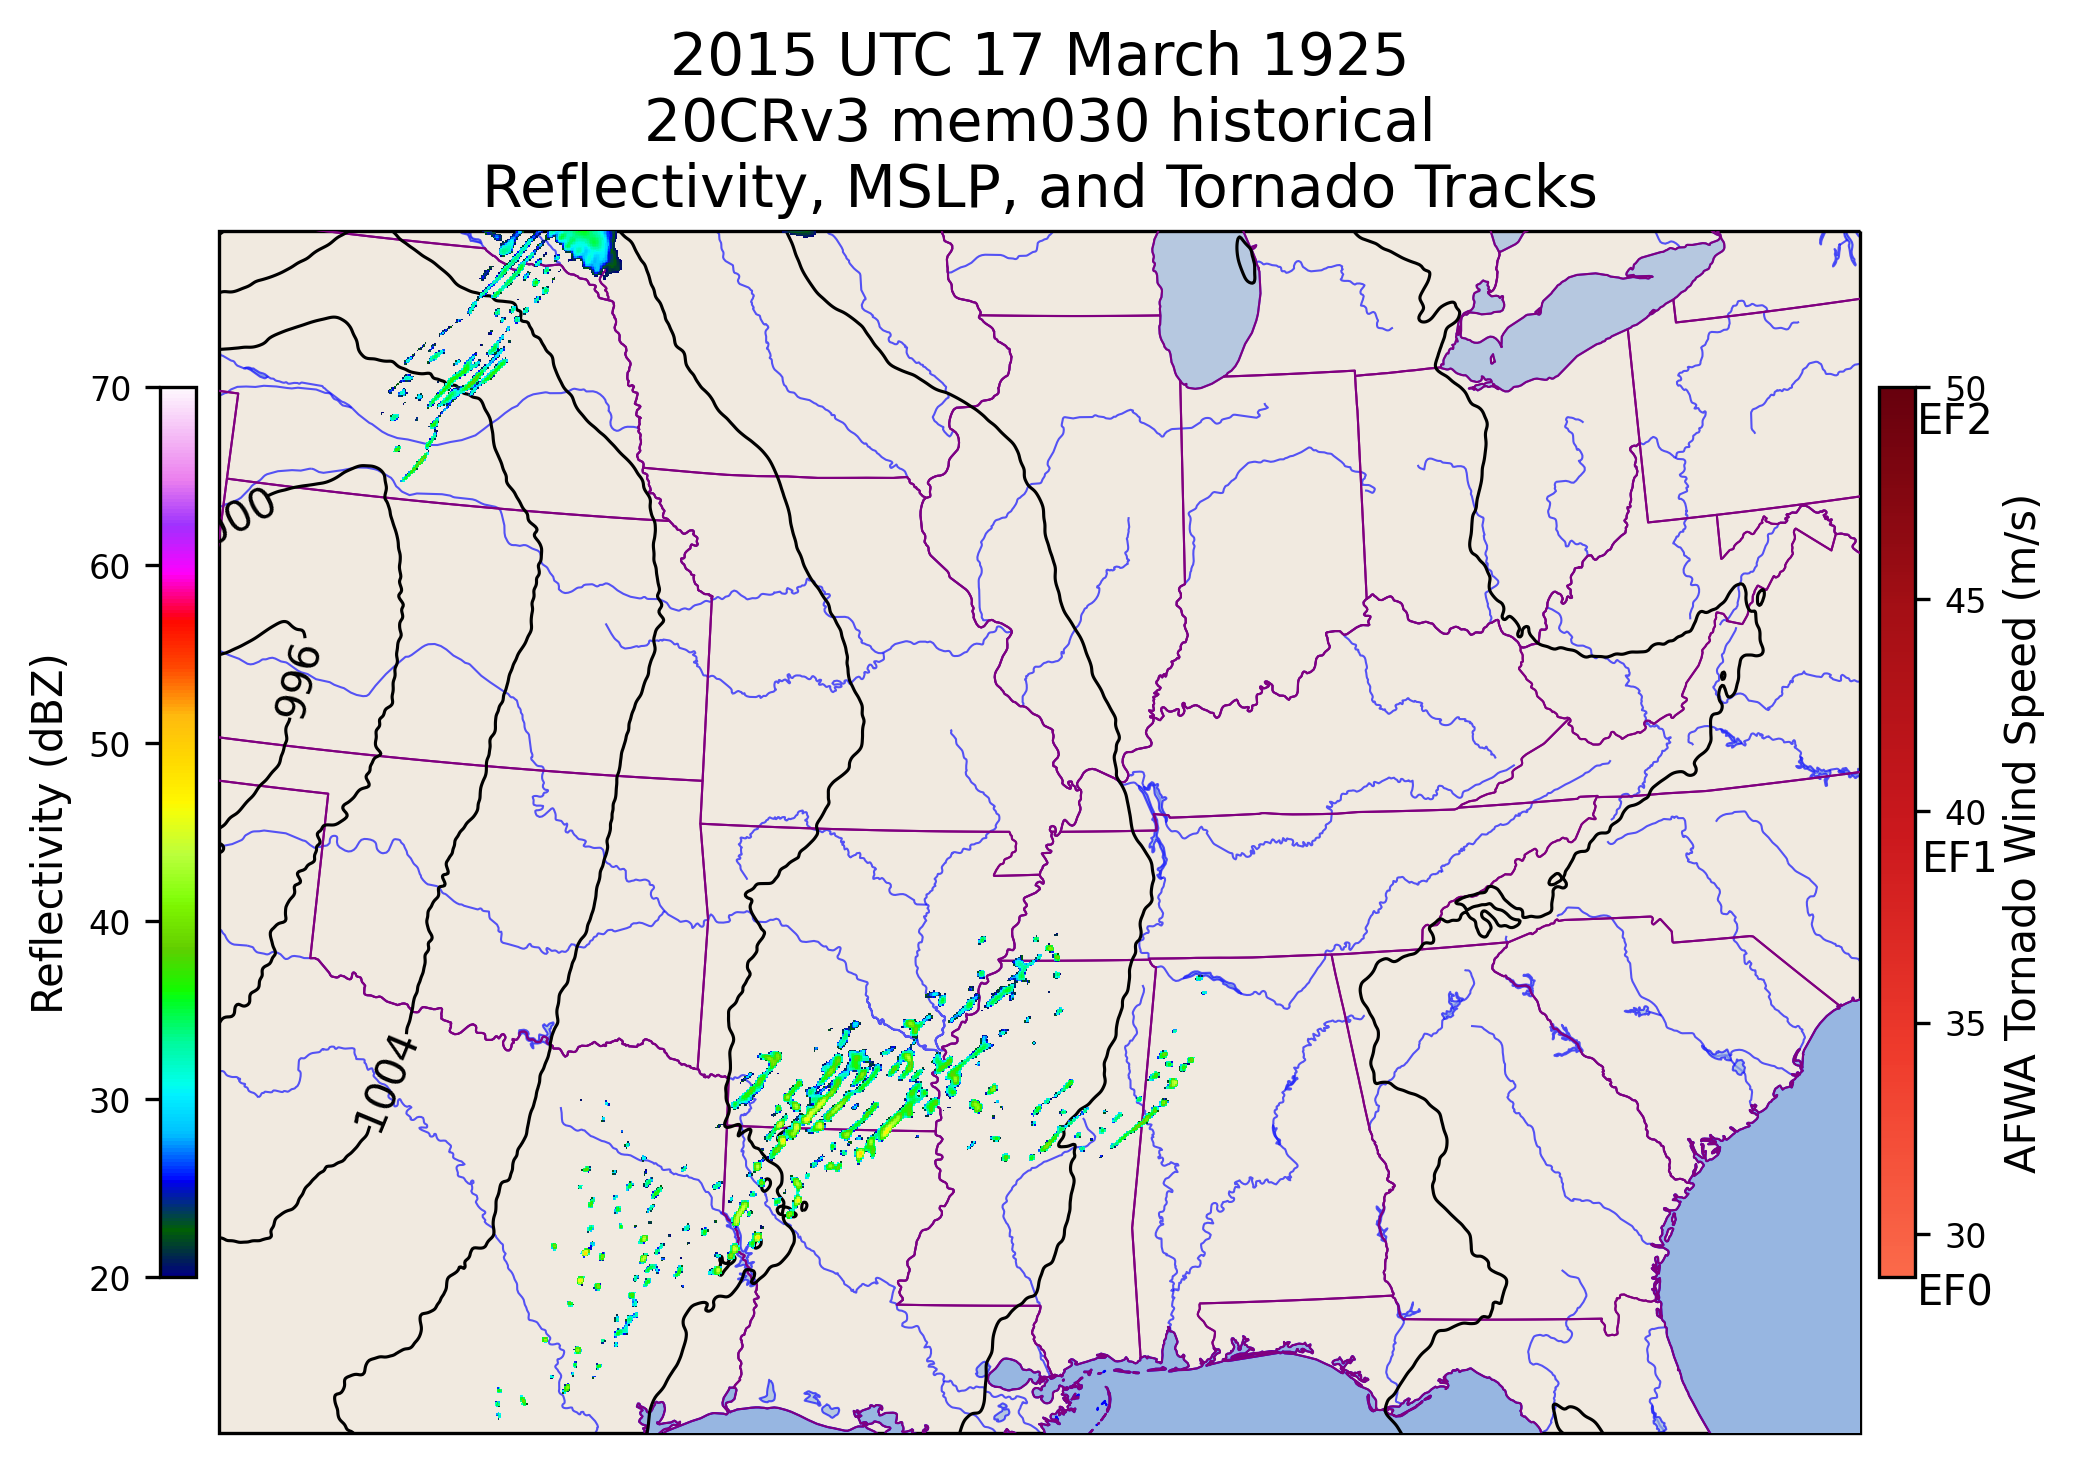 2015 UTC 17 March 1925
20CRv3 mem030 historical
Reflectivity, MSLP, and Tornado Tracks
Reflectivity (dBZ)
70
60
50
40
30
20
00
996
1004
50
EF2
45
40
EF1
35
30
EF0
AFWA Tornado Wind Speed (m/s)